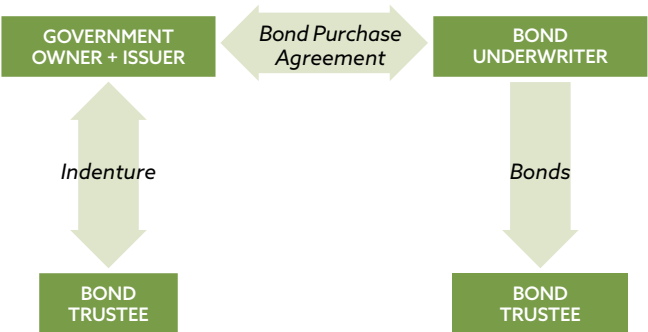 GOVERNMENT
OWNER + ISSUER
Bond Purchase
Agreement
BOND
UNDERWRITER
Indenture
Bonds
BOND
TRUSTEE
BOND
TRUSTEE